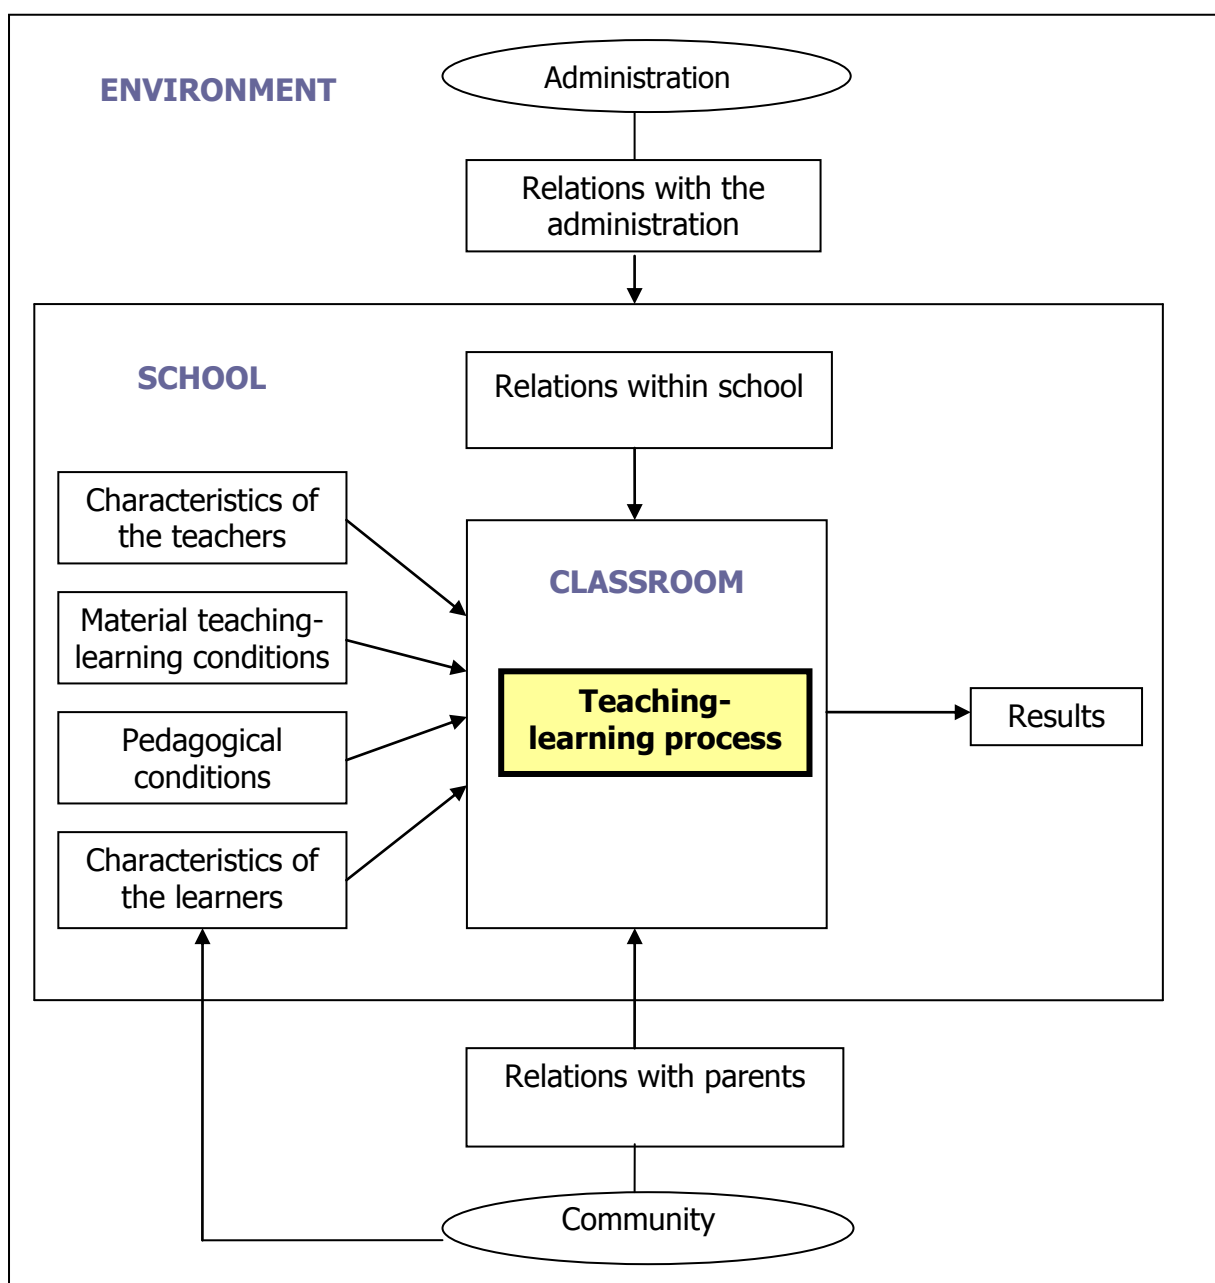 ENVIRONMENT
Administration
Relations with the
administration
SCHOOL
Relations within school
Characteristics of
the teachers
Material teaching-
learning conditions
Pedagogical
conditions
Characteristics of
the learners
CLASSROOM
Teaching-
learning process
Results
Relations with parents
Community